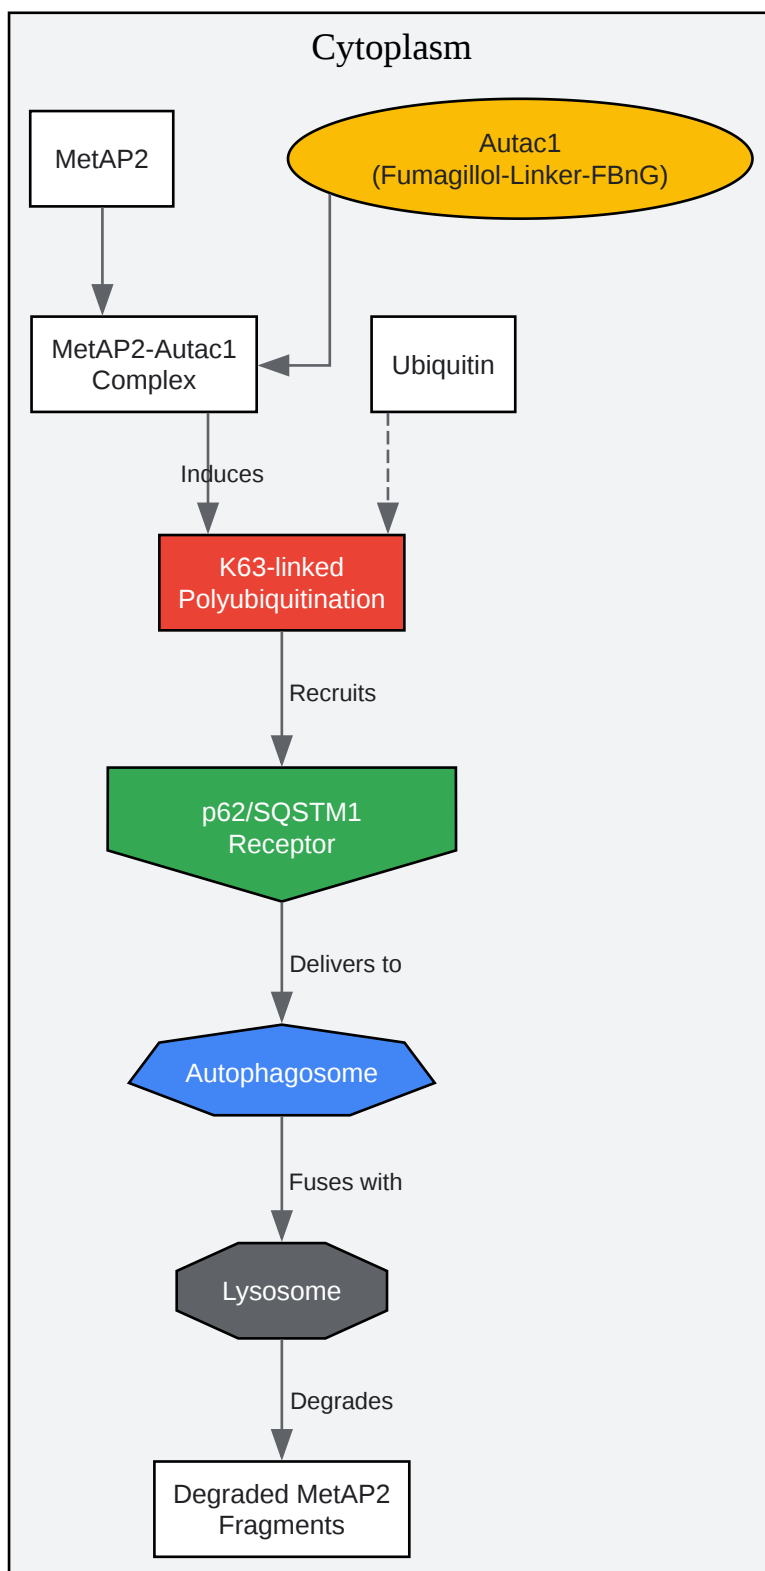 Cytoplasm
MetAP2
Autac1
(Fumagillol-Linker-FBnG)
MetAP2-Autac1
Complex
Ubiquitin
Induces
K63-linked
Polyubiquitination
Recruits
p62/SQSTM1
Receptor
Delivers to
Autophagosome
Fuses with
Lysosome
Degrades
Degraded MetAP2
Fragments